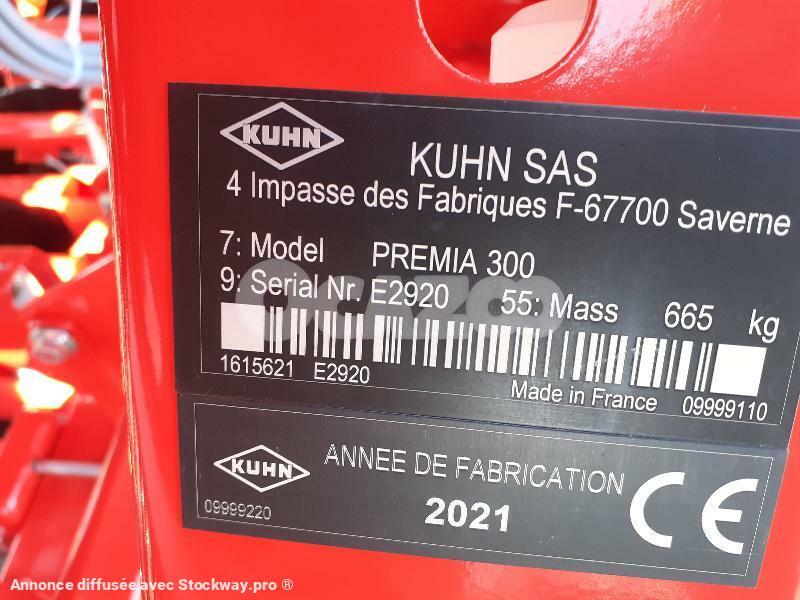 KUHN
KUHN SAS
4 Impasse des Fabriques F-67700 Saverne
7: Model PREMIA 300
9: Serial Nr. E2920 55: Mass 665 kg
OCAZOO
1615621 E2920
Made in France 09999110
KUHN
ANNEE DE FABRICATION
2021
09999220
CE
Annonce diffusée avec Stockway.pro ®